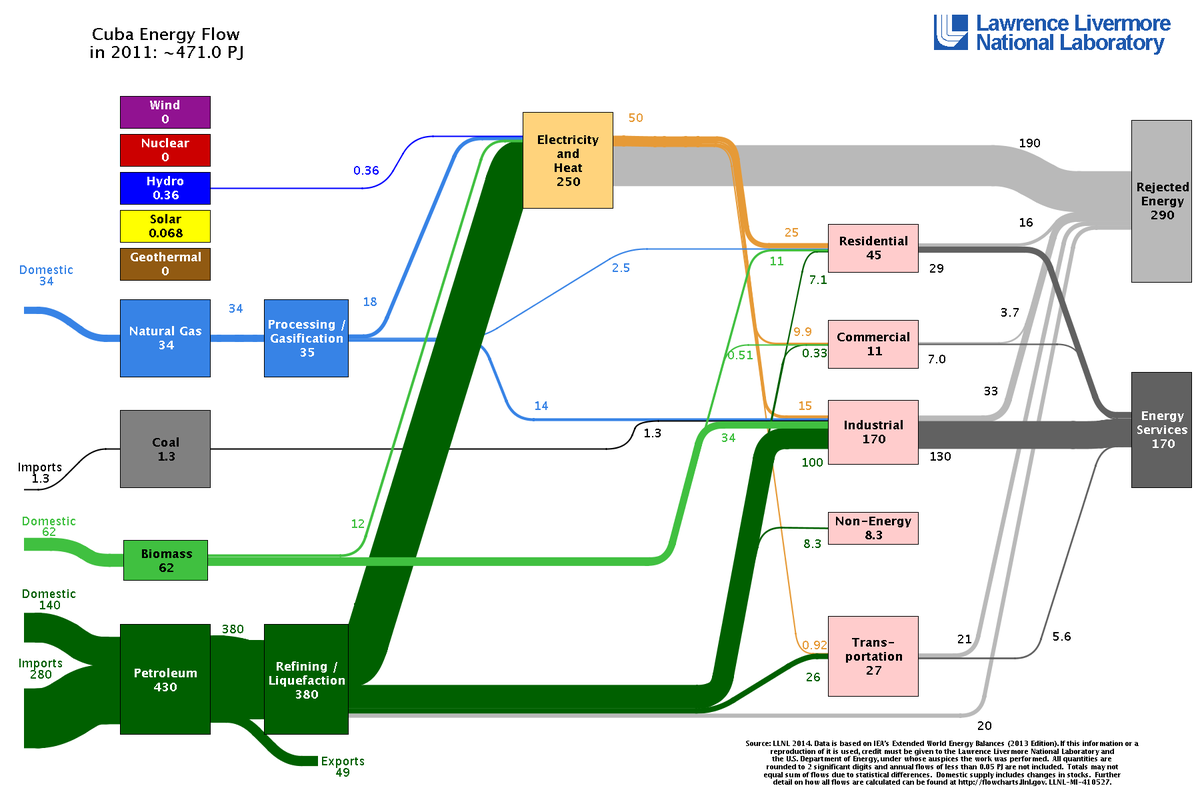 Cuba Energy Flow
in 2011: ~471.0 PJ
Lawrence Livermore
National Laboratory
Wind
0
Nuclear
0
Hydro
0.36
Solar
0.068
Geothermal
0
Domestic
34
Natural Gas
34
34
Processing /
Gasification
35
18
0.36
Electricity
and
Heat
250
50
190
Rejected
Energy
290
25
11
7.1
2.5
Residential
45
16
29
9.9
0.51
0.33
Commercial
11
3.7
7.0
Imports
1.3
Coal
1.3
14
1.3
15
34
100
Industrial
170
33
130
Energy
Services
170
Domestic
62
Biomass
62
12
8.3
Non-Energy
8.3
Domestic
140
Imports
280
Petroleum
430
380
Refining /
Liquefaction
380
Exports
49
0.92
26
Trans-
portation
27
21
5.6
20
Source: LLNL 2014. Data is based on IEA's Extended World Energy Balances (2013 Edition). If this information or a
reproduction of it is used, credit must be given to the Lawrence Livermore National Laboratory and
the U.S. Department of Energy, under whose auspices the work was performed. All quantities are
rounded to 2 significant digits and annual flows of less than 0.05 PJ are not included. Totals may not
equal sum of flows due to statistical differences. Domestic supply includes changes in stocks. Further
detail on how all flows are calculated can be found at http://flowcharts.llnl.gov. LLNL-MI-410527.